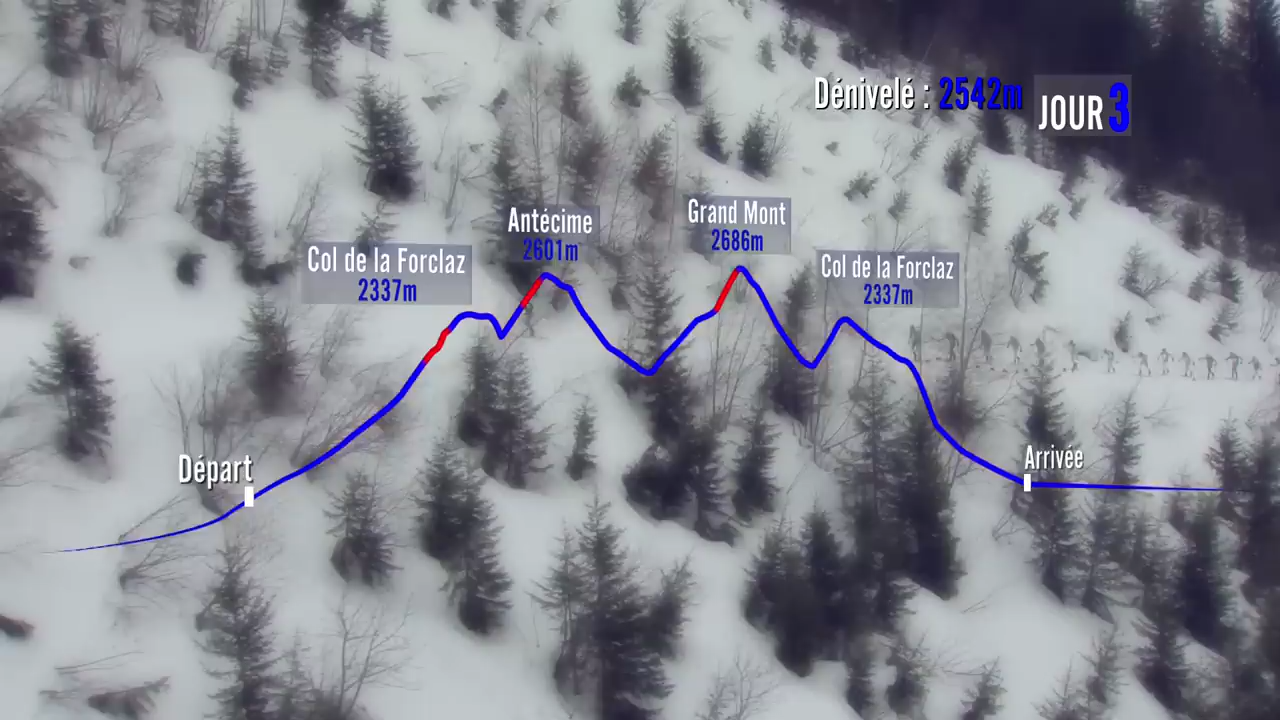 Dénivelé : 2542m
JOUR 3
Antécime
2601m
Grand Mont
2686m
Col de la Forclaz
2337m
Col de la Forclaz
2337m
Départ
Arrivée